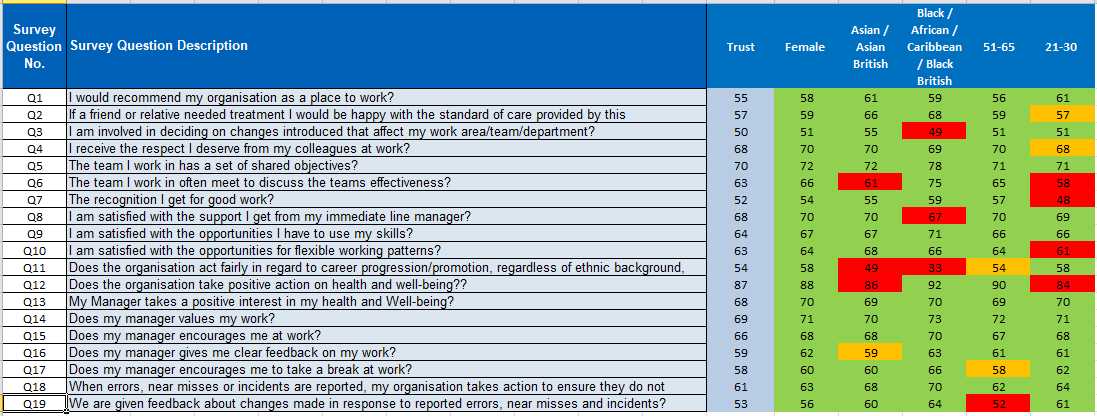 Survey Question No. Survey Question Description Trust Female Asian / Asian British Black / African / Caribbean / Black British 51-65 21-30
Q1 I would recommend my organisation as a place to work? 55 58 61 59 56 61
Q2 If a friend or relative needed treatment I would be happy with the standard of care provided by this 57 59 66 68 59 57
Q3 I am involved in deciding on changes introduced that affect my work area/team/department? 50 51 55 49 51 51
Q4 I receive the respect I deserve from my colleagues at work? 68 70 70 69 70 68
Q5 The team I work in has a set of shared objectives? 70 72 72 78 71 71
Q6 The team I work in often meet to discuss the teams effectiveness? 63 66 61 75 65 58
Q7 The recognition I get for good work? 52 54 55 59 57 48
Q8 I am satisfied with the support I get from my immediate line manager? 68 70 70 67 70 69
Q9 I am satisfied with the opportunities I have to use my skills? 64 67 67 71 66 66
Q10 I am satisfied with the opportunities for flexible working patterns? 63 64 68 66 64 61
Q11 Does the organisation act fairly in regard to career progression/promotion, regardless of ethnic background, 54 58 49 33 54 58
Q12 Does the organisation take positive action on health and well-being?? 87 88 86 92 90 84
Q13 My Manager takes a positive interest in my health and Well-being? 68 70 69 70 69 70
Q14 Does my manager values my work? 69 71 70 73 72 71
Q15 Does my manager encourages me at work? 66 68 68 70 67 68
Q16 Does my manager gives me clear feedback on my work? 59 62 59 63 61 61
Q17 Does my manager encourages me to take a break at work? 58 60 60 66 58 62
Q18 When errors, near misses or incidents are reported, my organisation takes action to ensure they do not 61 63 68 70 62 64
Q19 We are given feedback about changes made in response to reported errors, near misses and incidents? 53 56 60 64 52 61